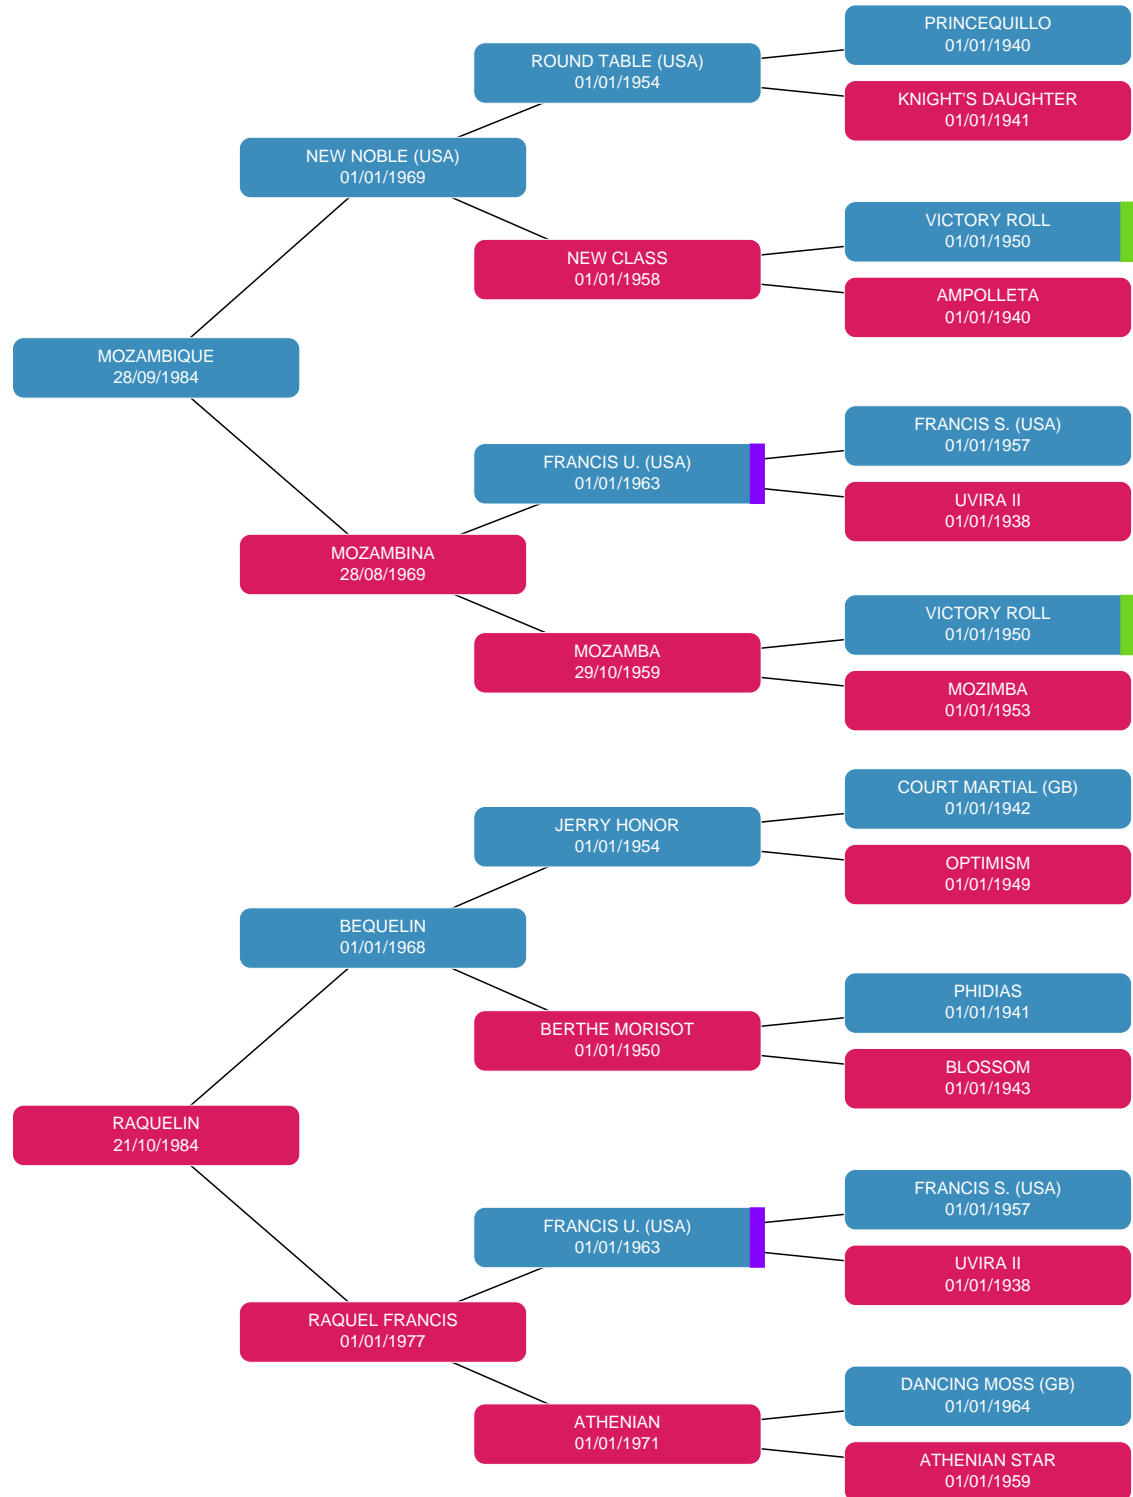 PRINCEQUILLO
01/01/1940
ROUND TABLE (USA)
01/01/1954
KNIGHT'S DAUGHTER
01/01/1941
NEW NOBLE (USA)
01/01/1969
VICTORY ROLL
01/01/1950
NEW CLASS
01/01/1958
AMPOLLETA
01/01/1940
MOZAMBIQUE
28/09/1984
FRANCIS S. (USA)
01/01/1957
FRANCIS U. (USA)
01/01/1963
UVIRA II
01/01/1938
MOZAMBINA
28/08/1969
VICTORY ROLL
01/01/1950
MOZAMBA
29/10/1959
MOZIMBA
01/01/1953
COURT MARTIAL (GB)
01/01/1942
JERRY HONOR
01/01/1954
OPTIMISM
01/01/1949
BEQUELIN
01/01/1968
PHIDIAS
01/01/1941
BERTHE MORISOT
01/01/1950
BLOSSOM
01/01/1943
RAQUELIN
21/10/1984
FRANCIS S. (USA)
01/01/1957
FRANCIS U. (USA)
01/01/1963
UVIRA II
01/01/1938
RAQUEL FRANCIS
01/01/1977
DANCING MOSS (GB)
01/01/1964
ATHENIAN
01/01/1971
ATHENIAN STAR
01/01/1959